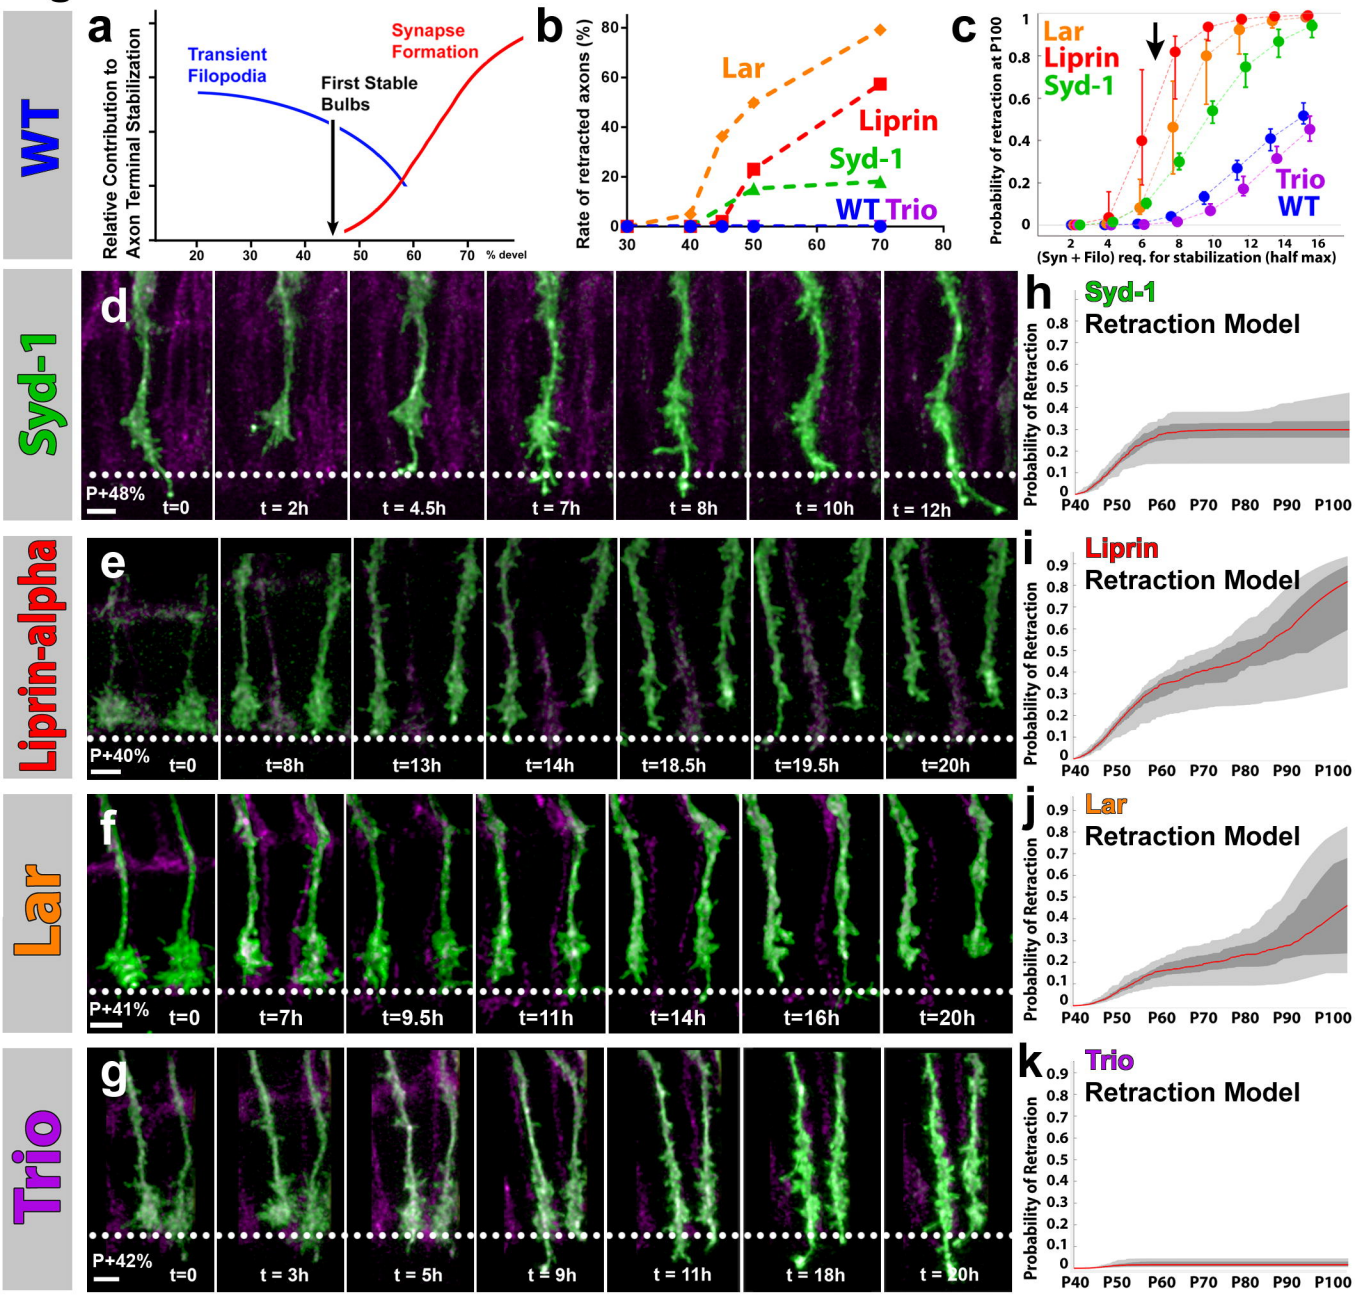 WT
a
Relative Contribution to
Axon Terminal Stabilization
Transient
Filopodia
First Stable
Bulbs
Synapse
Formation
20
30
40
50
60
70
% devel
b
Rate of retracted axons (%)
80
60
40
20
0
Lar
Liprin
Syd-1
WT Trio
30
40
50
60
70
80
c
Probability of retraction at P100
1
0.8
0.6
0.4
0.2
0
Lar
Liprin
Syd-1
Trio
WT
2
4
6
8
10
12
14
16
(Syn + Filo) req. for stabilization (half max)
Syd-1
d
P+48%
t=0
t = 2h
t = 4.5h
t = 7h
t = 8h
t = 10h
t = 12h
h
Syd-1
Retraction Model
Probability of Retraction
0.8
0.7
0.6
0.5
0.4
0.3
0.2
0.1
0
P40 P50 P60 P70 P80 P90 P100
Liprin-alpha
e
P+40%
t=0
t=8h
t=13h
t=14h
t=18.5h
t=19.5h
t=20h
i
Liprin
Retraction Model
Probability of Retraction
0.9
0.8
0.7
0.6
0.5
0.4
0.3
0.2
0.1
0
P40 P50 P60 P70 P80 P90 P100
Lar
f
P+41%
t=0
t=7h
t=9.5h
t=11h
t=14h
t=16h
t=20h
j
Lar
Retraction Model
Probability of Retraction
0.9
0.8
0.7
0.6
0.5
0.4
0.3
0.2
0.1
0
P40 P50 P60 P70 P80 P90 P100
Trio
g
P+42%
t=0
t = 3h
t = 5h
t = 9h
t = 11h
t = 18h
t = 20h
k
Trio
Retraction Model
Probability of Retraction
0.9
0.8
0.7
0.6
0.5
0.4
0.3
0.2
0.1
0
P40 P50 P60 P70 P80 P90 P100